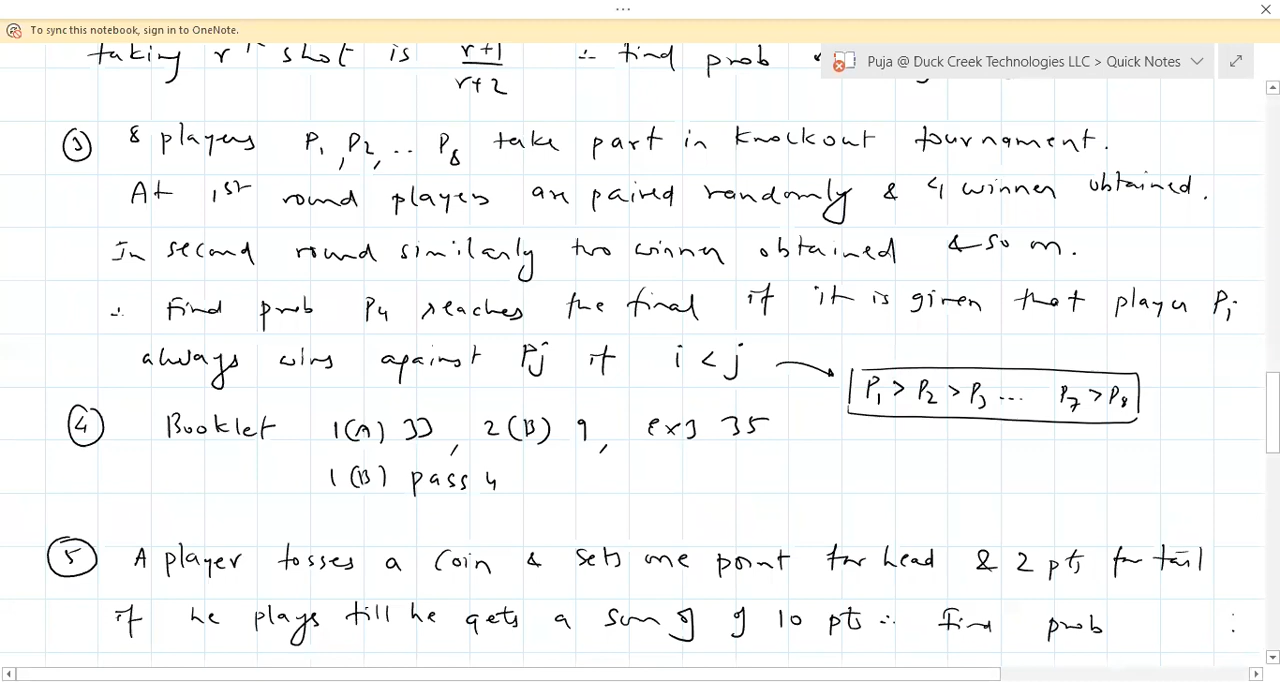 To sync this notebook, sign in to OneNote.
taking rth shot is r+1/r+2 ∴ find prob
Puja @ Duck Creek Technologies LLC > Quick Notes
③ 8 players P1, P2, .. P8 take part in knockout tournament.
At 1st round players are paired randomly & 4 winner obtained.
In second round similarly two winner obtained & so on.
∴ Find prob P4 reaches the final if it is given that player Pi
always wins against Pj if i < j
P1 > P2 > P3 ... P7 > P8
④ Booklet 1(A) 33, 2(B) 9, ex3 35
1(B) pass 4
⑤ A player tosses a coin & sets one point for head & 2 pts for tail
if he plays till he gets a sum of 10 pts ∴ Find prob :